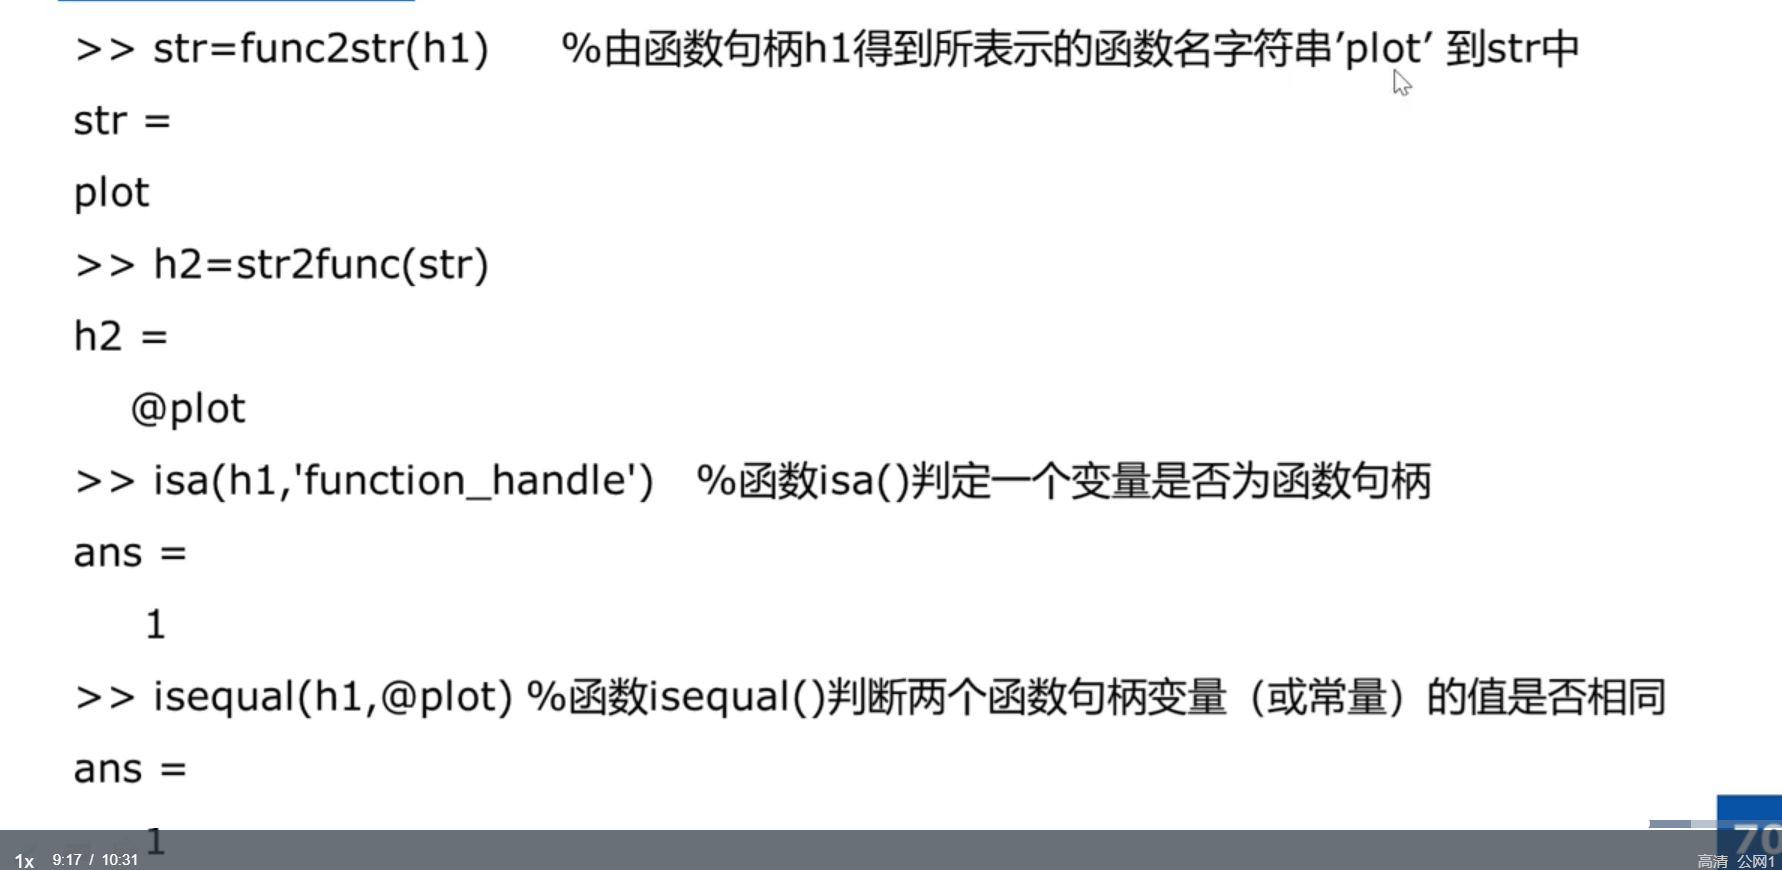 >> str=func2str(h1) %由函数句柄h1得到所表示的函数名字符串′plot′ 到str中
str =
plot
>> h2=str2func(str)
h2 =
@plot
>> isa(h1,'function_handle') %函数isa()判定一个变量是否为函数句柄
ans =
1
>> isequal(h1,@plot) %函数isequal()判断两个函数句柄变量（或常量）的值是否相同
ans =
1
70
1x 9:17 / 10:31 高清 公网1